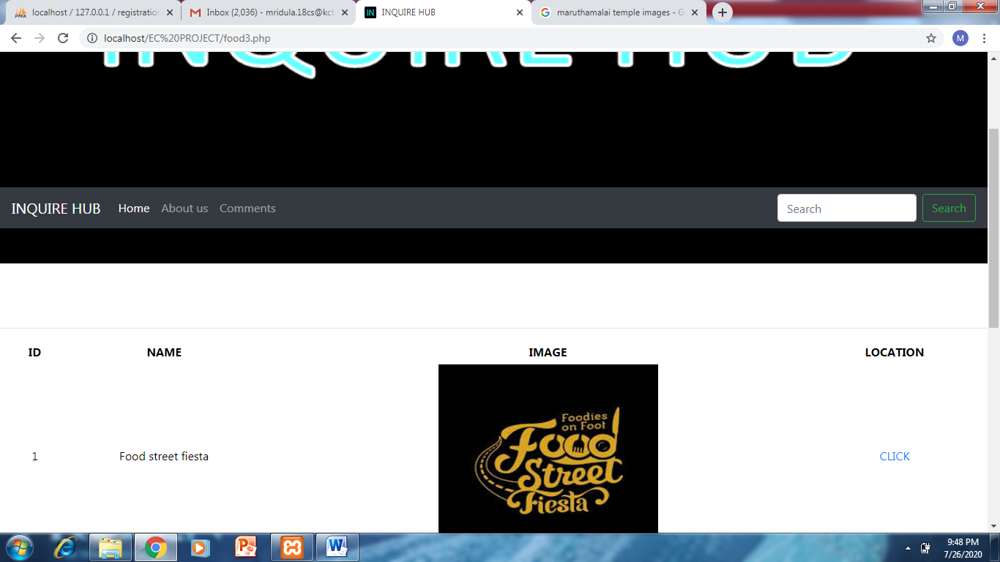 localhost / 127.0.0.1 / registration
Inbox (2,036) - mridula.18cs@kct
IN
INQUIRE HUB
maruthamalai temple images - G
localhost/EC%20PROJECT/food3.php
M
INQUIRE HUB
INQUIRE HUB
Home
About us
Comments
Search
Search
ID
NAME
IMAGE
LOCATION
1
Food street fiesta
Foodies
on Foot
Food
Street
Fiesta
CLICK
9:48 PM
7/26/2020